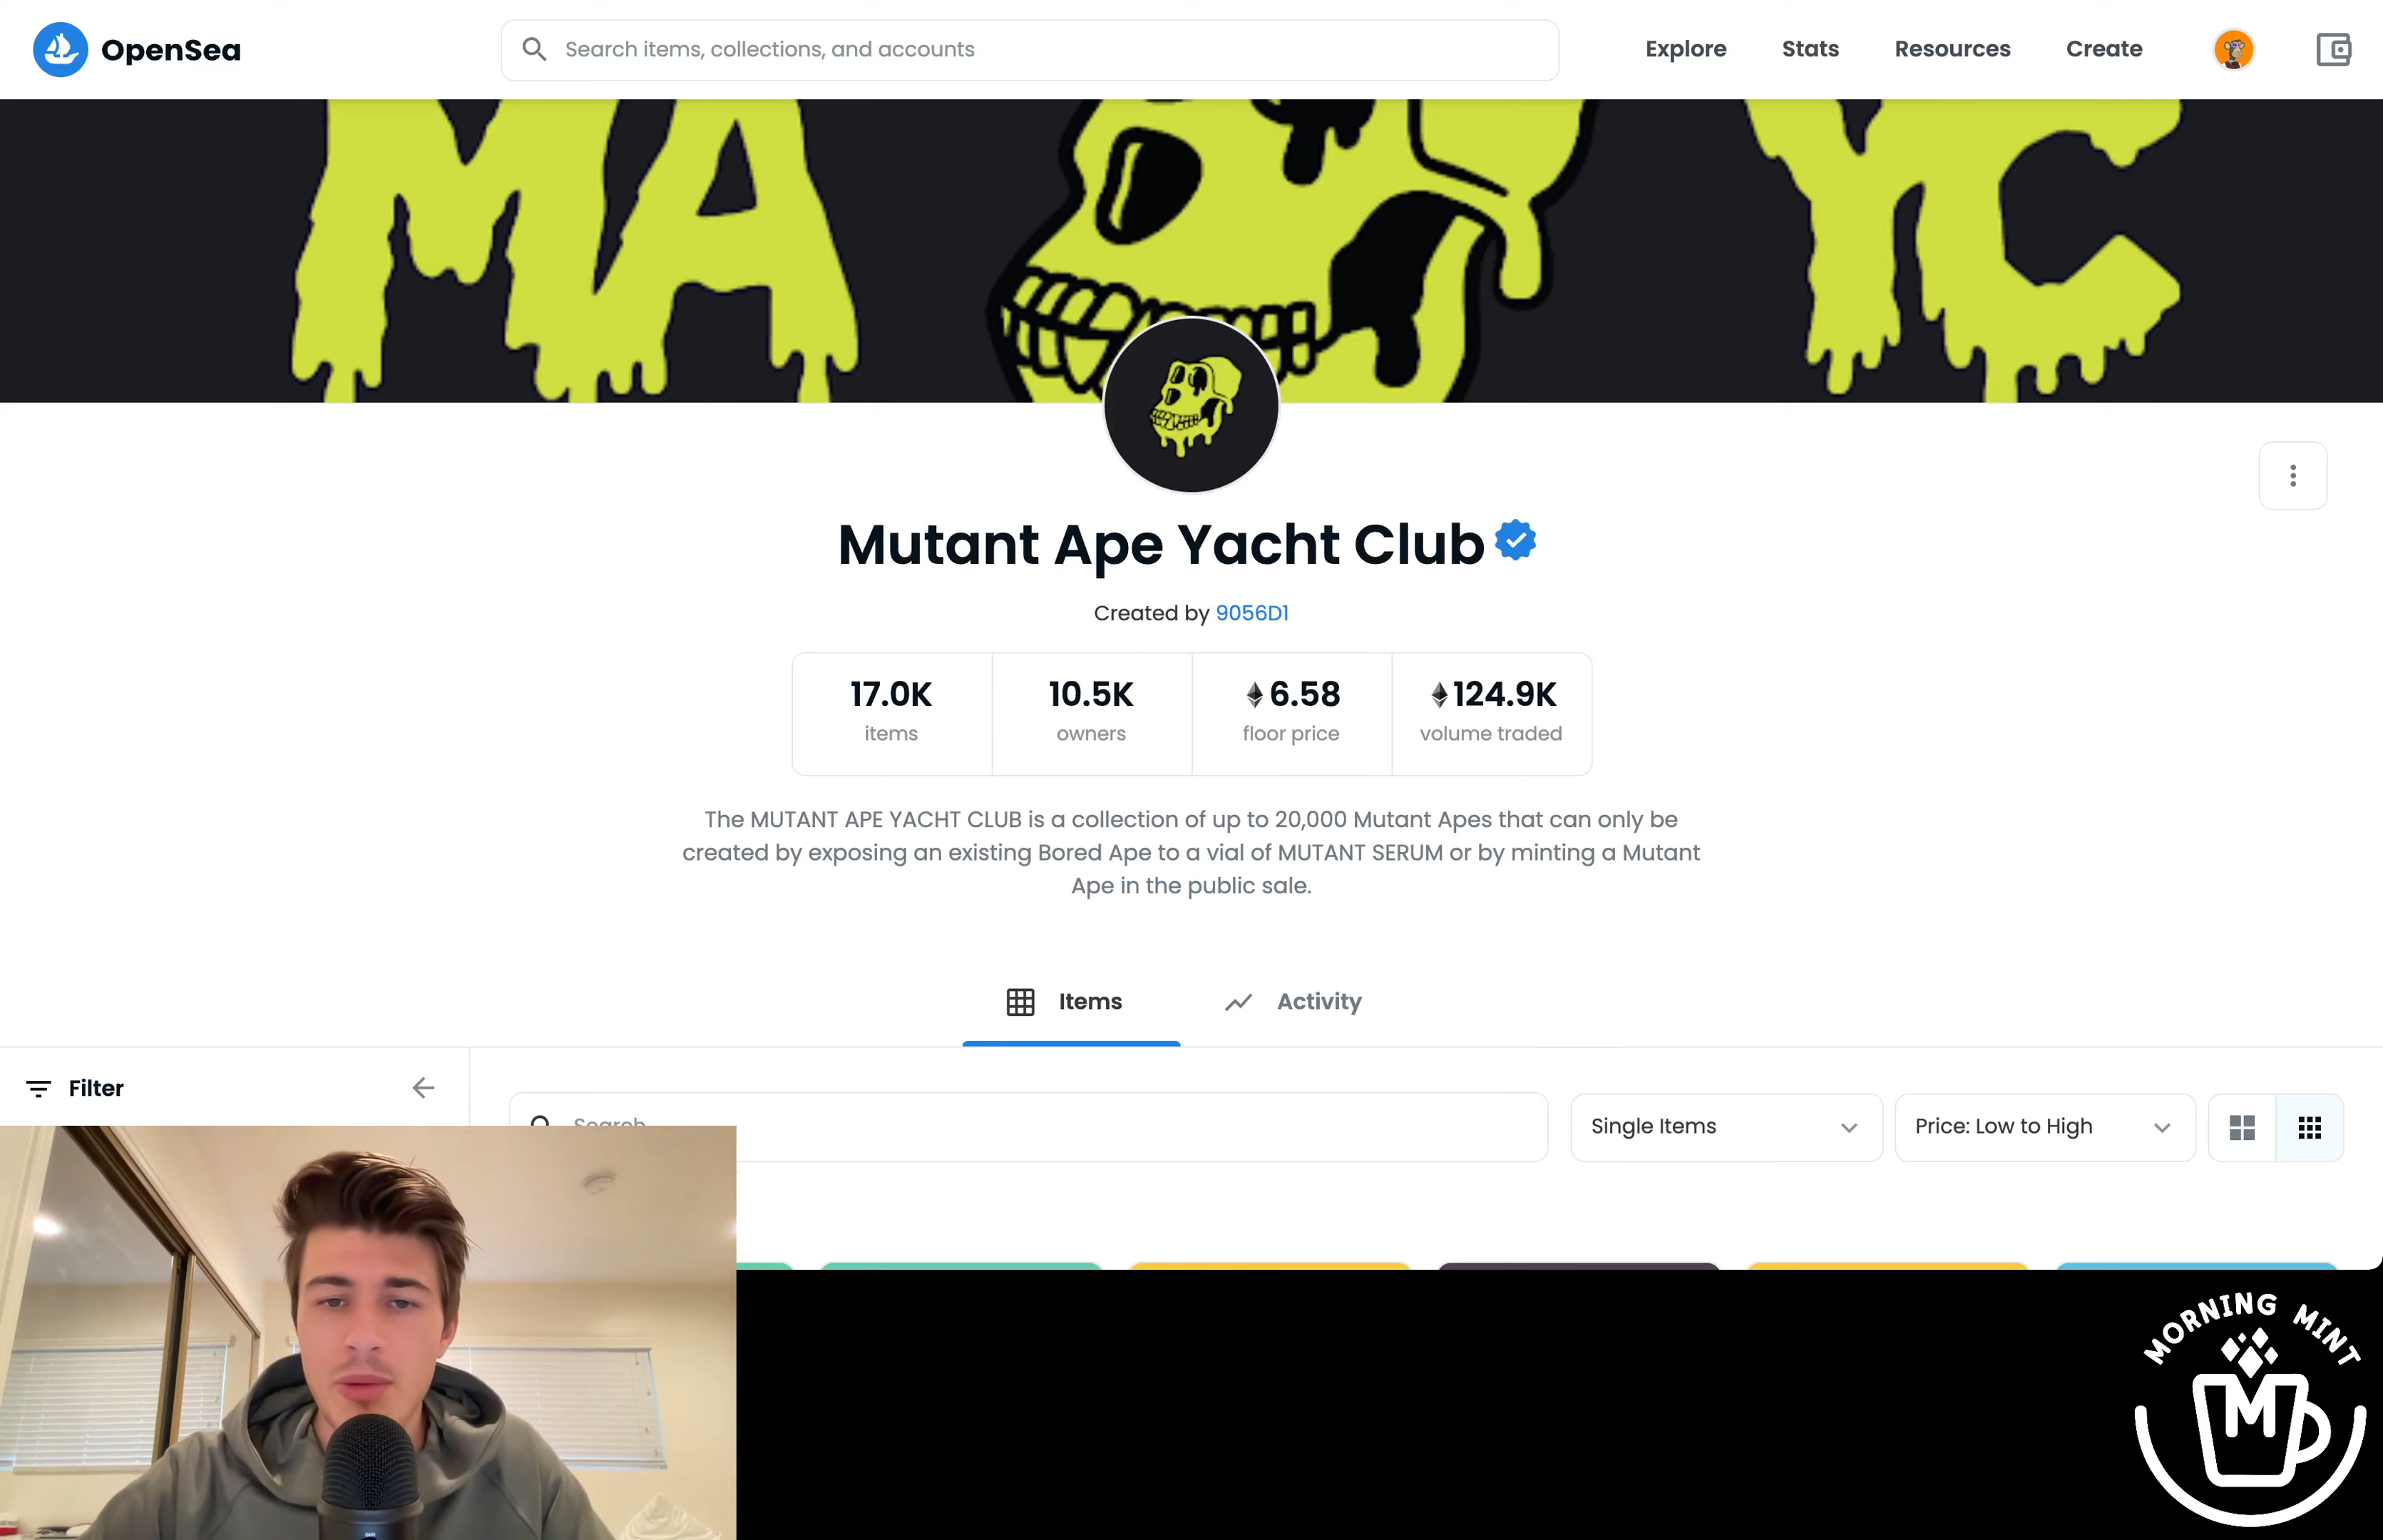 OpenSea
Search items, collections, and accounts
Explore
Stats
Resources
Create
MA YC
Mutant Ape Yacht Club
Created by 9056D1
17.0K
items
10.5K
owners
6.58
floor price
124.9K
volume traded
The MUTANT APE YACHT CLUB is a collection of up to 20,000 Mutant Apes that can only be
created by exposing an existing Bored Ape to a vial of MUTANT SERUM or by minting a Mutant
Ape in the public sale.
Items
Activity
Filter
Search
Single Items
Price: Low to High
MORNING MINT
M